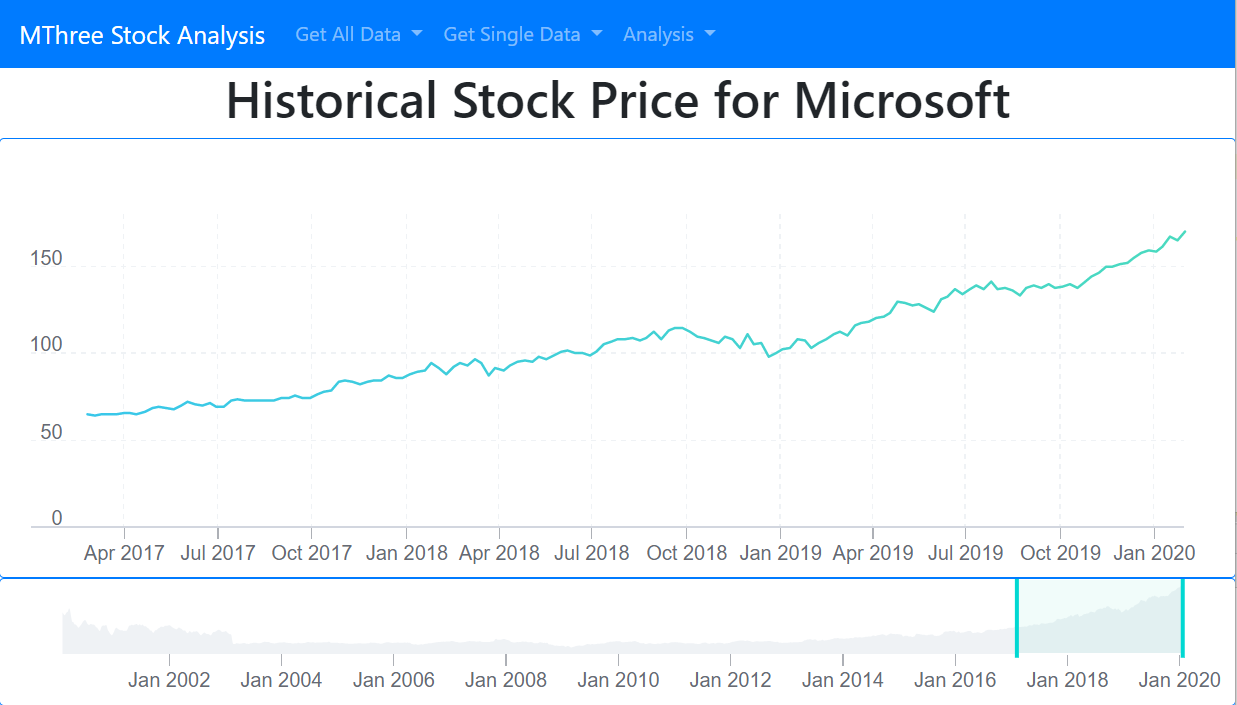 MThree Stock Analysis Get All Data Get Single Data Analysis
Historical Stock Price for Microsoft
150
100
50
0
Apr 2017 Jul 2017 Oct 2017 Jan 2018 Apr 2018 Jul 2018 Oct 2018 Jan 2019 Apr 2019 Jul 2019 Oct 2019 Jan 2020
Jan 2002 Jan 2004 Jan 2006 Jan 2008 Jan 2010 Jan 2012 Jan 2014 Jan 2016 Jan 2018 Jan 2020